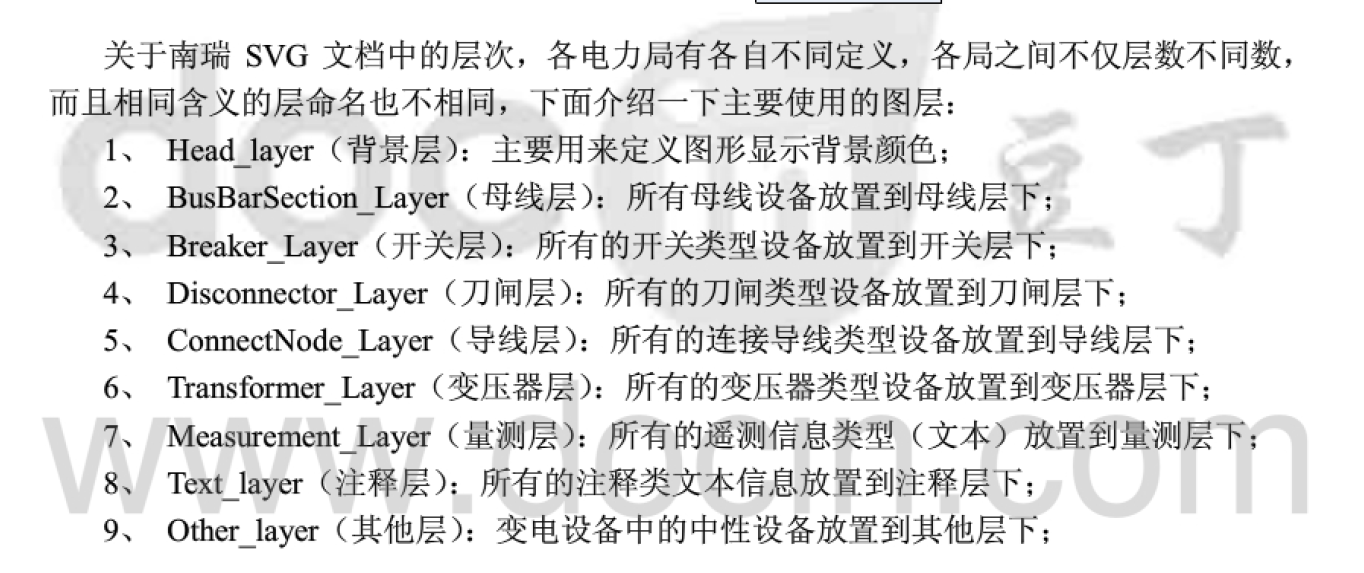 关于南瑞 SVG 文档中的层次，各电力局有各自不同定义，各局之间不仅层数不同数，
而且相同含义的层命名也不相同，下面介绍一下主要使用的图层：
1、 Head_layer（背景层）：主要用来定义图形显示背景颜色；
2、 BusBarSection_Layer（母线层）：所有母线设备放置到母线层下；
3、 Breaker_Layer（开关层）：所有的开关类型设备放置到开关层下；
4、 Disconnector_Layer（刀闸层）：所有的刀闸类型设备放置到刀闸层下；
5、 ConnectNode_Layer（导线层）：所有的连接导线类型设备放置到导线层下；
6、 Transformer_Layer（变压器层）：所有的变压器类型设备放置到变压器层下；
7、 Measurement_Layer（量测层）：所有的遥测信息类型（文本）放置到量测层下；
8、 Text_layer（注释层）：所有的注释类文本信息放置到注释层下；
9、 Other_layer（其他层）：变电设备中的中性设备放置到其他层下；
docin 豆丁
www.docin.com